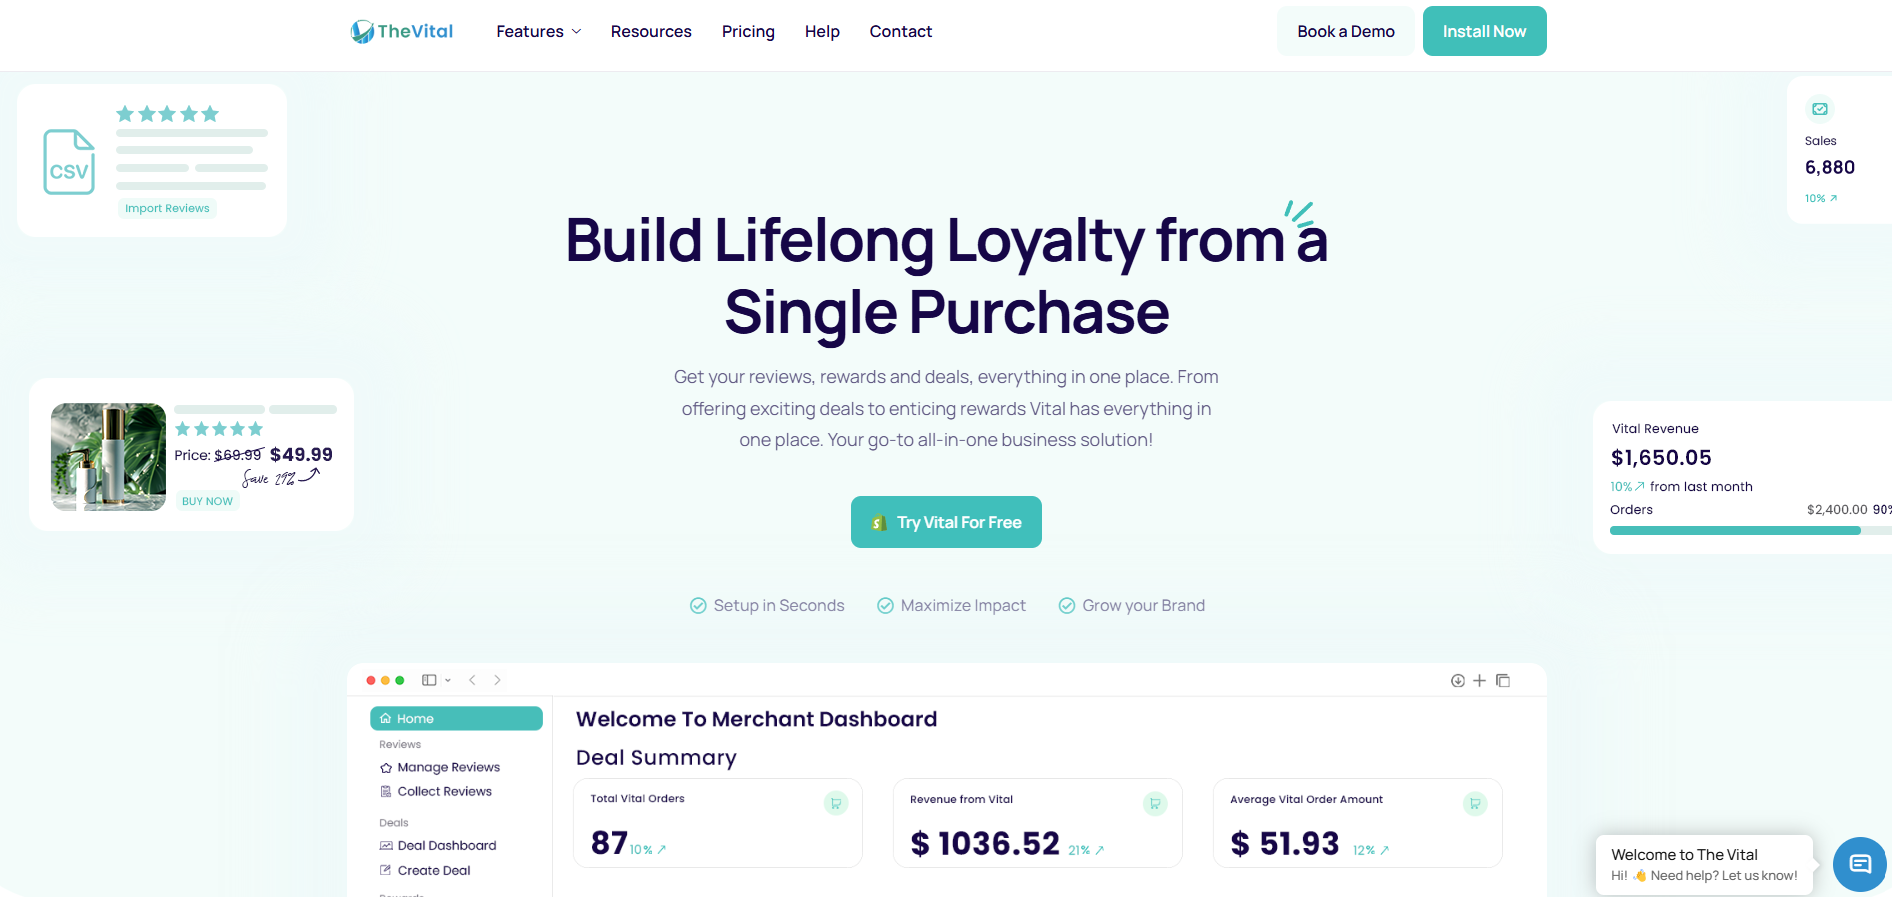 TheVital
Features
Resources
Pricing
Help
Contact
Book a Demo
Install Now
CSV
Import Reviews
Sales
6,880
10%
Build Lifelong Loyalty from a
Single Purchase
Get your reviews, rewards and deals, everything in one place. From
offering exciting deals to enticing rewards Vital has everything in
one place. Your go-to all-in-one business solution!
Price: $69.99 $49.99
Save 29%
BUY NOW
Vital Revenue
$1,650.05
10% from last month
Orders $2,400.00 90%
Try Vital For Free
Setup in Seconds
Maximize Impact
Grow your Brand
Home
Reviews
Manage Reviews
Collect Reviews
Deals
Deal Dashboard
Create Deal
Welcome To Merchant Dashboard
Deal Summary
Total Vital Orders
87 10%
Revenue from Vital
$ 1036.52 21%
Average Vital Order Amount
$ 51.93 12%
Welcome to The Vital
Hi! 👋 Need help? Let us know!